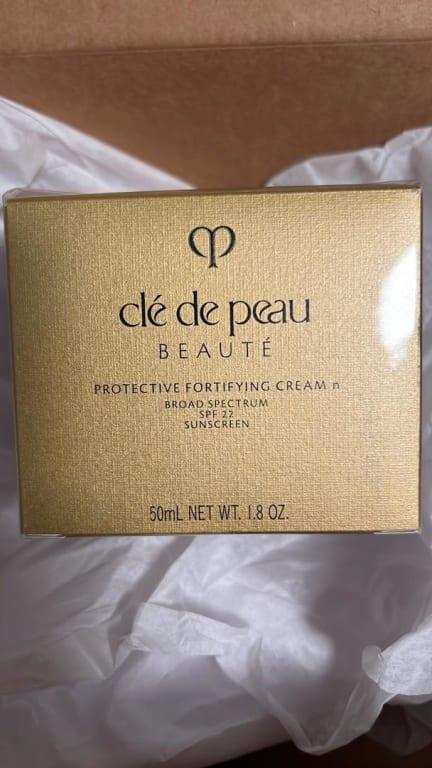 clé de peau
BEAUTÉ
PROTECTIVE FORTIFYING CREAM n
BROAD SPECTRUM
SPF 22
SUNSCREEN
50mL NET WT. 1.8 OZ.